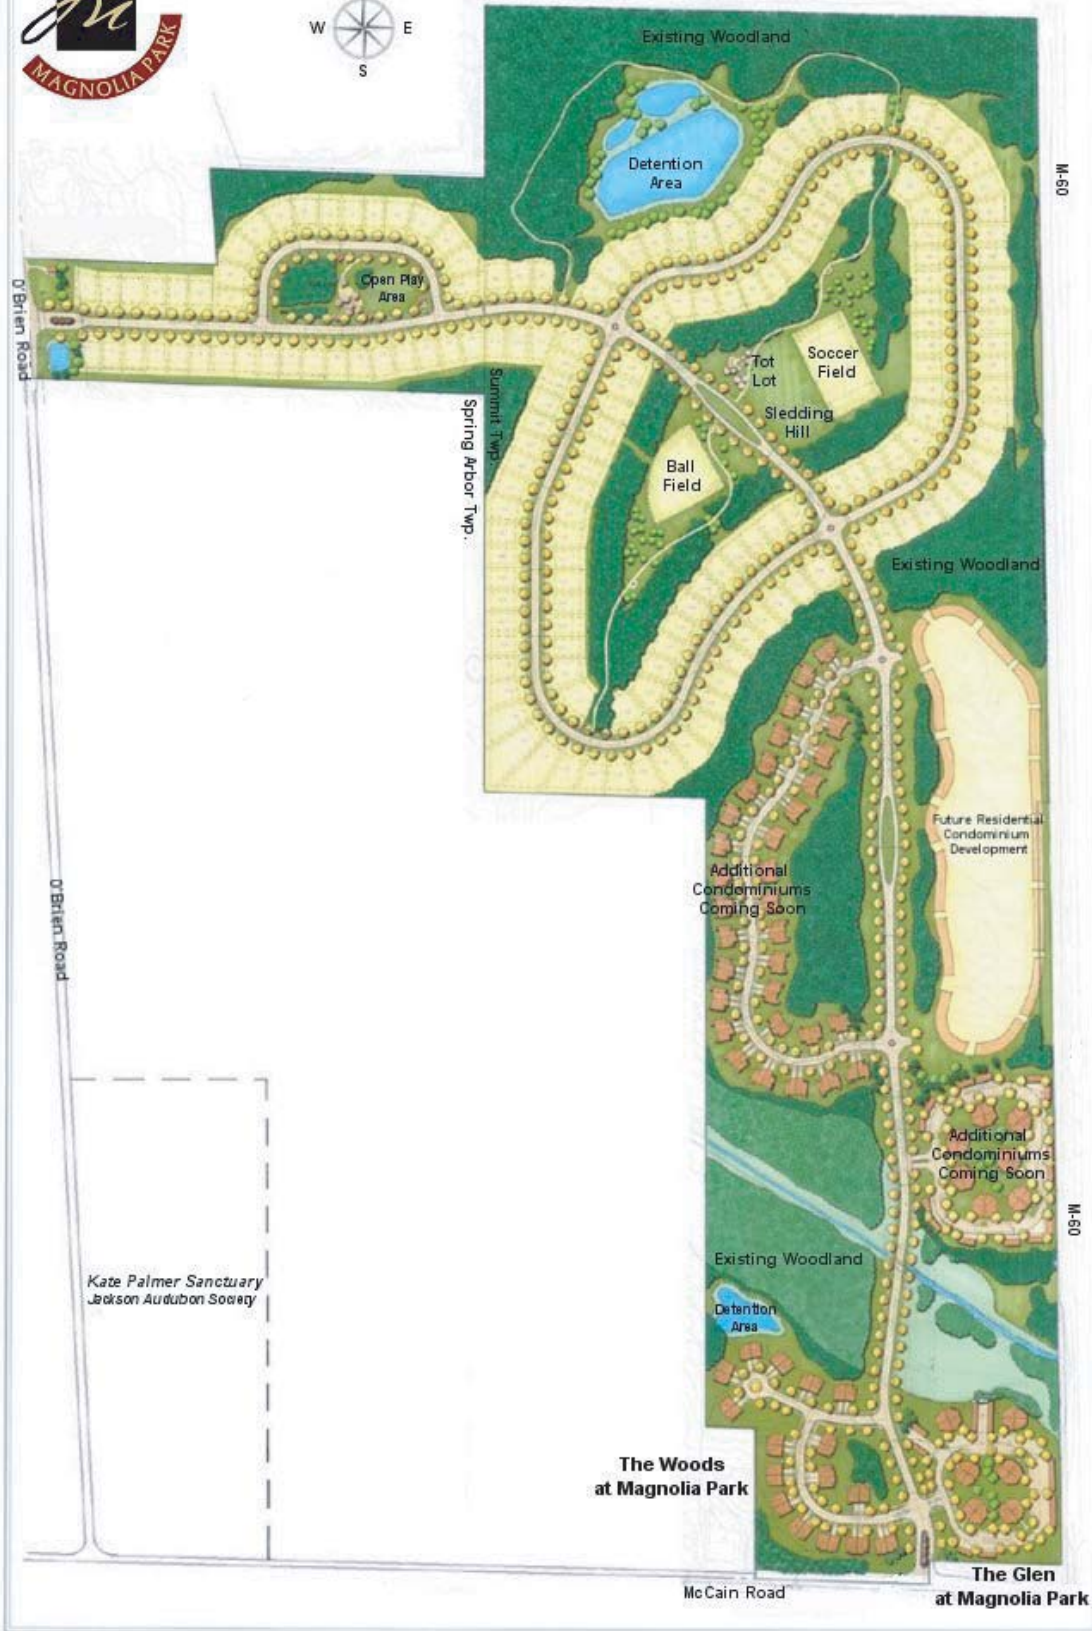 MAGNOLIA PARK
W
E
S
Existing Woodland
M-60
Detention
Area
Open Play
Area
O'Brien Road
Summit Twp.
Spring Arbor Twp.
Tot
Lot
Soccer
Field
Sledding
Hill
Ball
Field
Existing Woodland
Future Residential
Condominium
Development
Additional
Condominiums
Coming Soon
O'Brien Road
Additional
Condominiums
Coming Soon
M-60
Existing Woodland
Kate Palmer Sanctuary
Jackson Audubon Society
Detention
Area
The Woods
at Magnolia Park
McCain Road
The Glen
at Magnolia Park